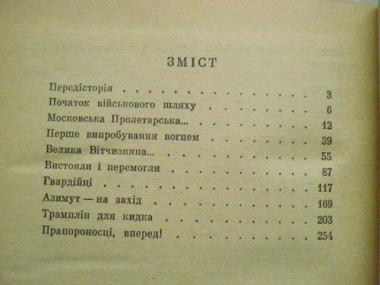 ЗМІСТ
Передісторія . . . . . . . . . . . . 3
Початок військового шляху . . . . . . . . 6
Московська Пролетарська... . . . . . . . . 12
Перше випробування вогнем . . . . . . . . 39
Велика Вітчизняна... . . . . . . . . . . 55
Вистояли і перемогли . . . . . . . . . . 87
Гвардійці . . . . . . . . . . . . . 117
Азимут — на захід . . . . . . . . . . . 169
Трамплін для кидка . . . . . . . . . . 203
Прапороносці, вперед! . . . . . . . . . 254